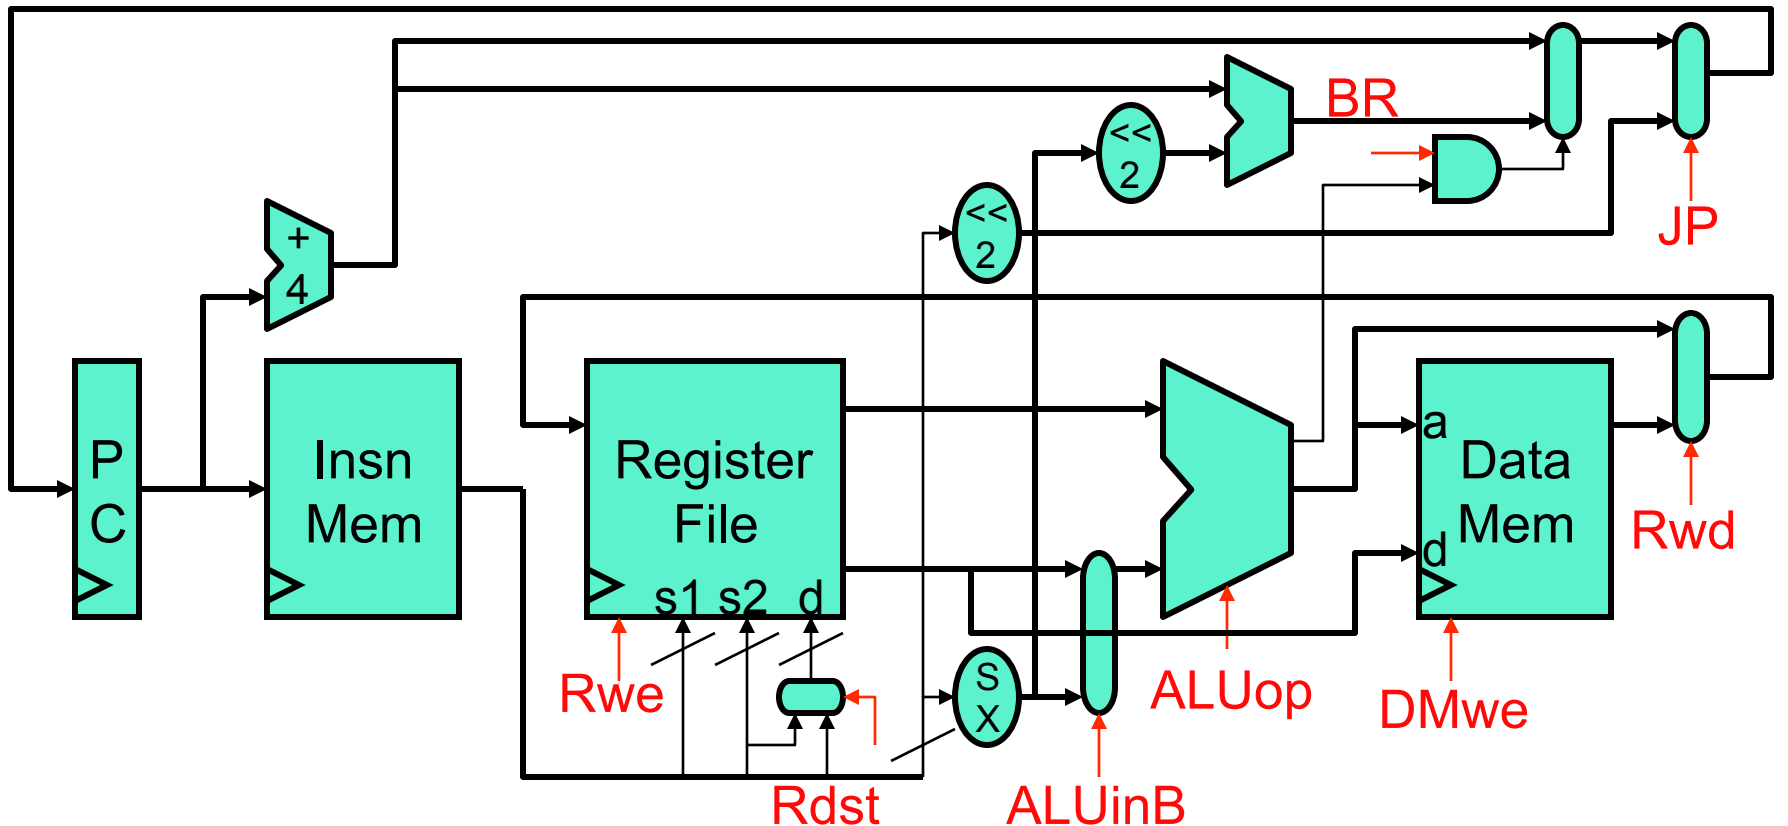 BR
<<
2
<<
2
JP
+
4
P
C
Insn
Mem
Register
File
s1 s2 d
a
d
Data
Mem
Rwd
Rwe
S
X
ALUop
DMwe
Rdst
ALUinB